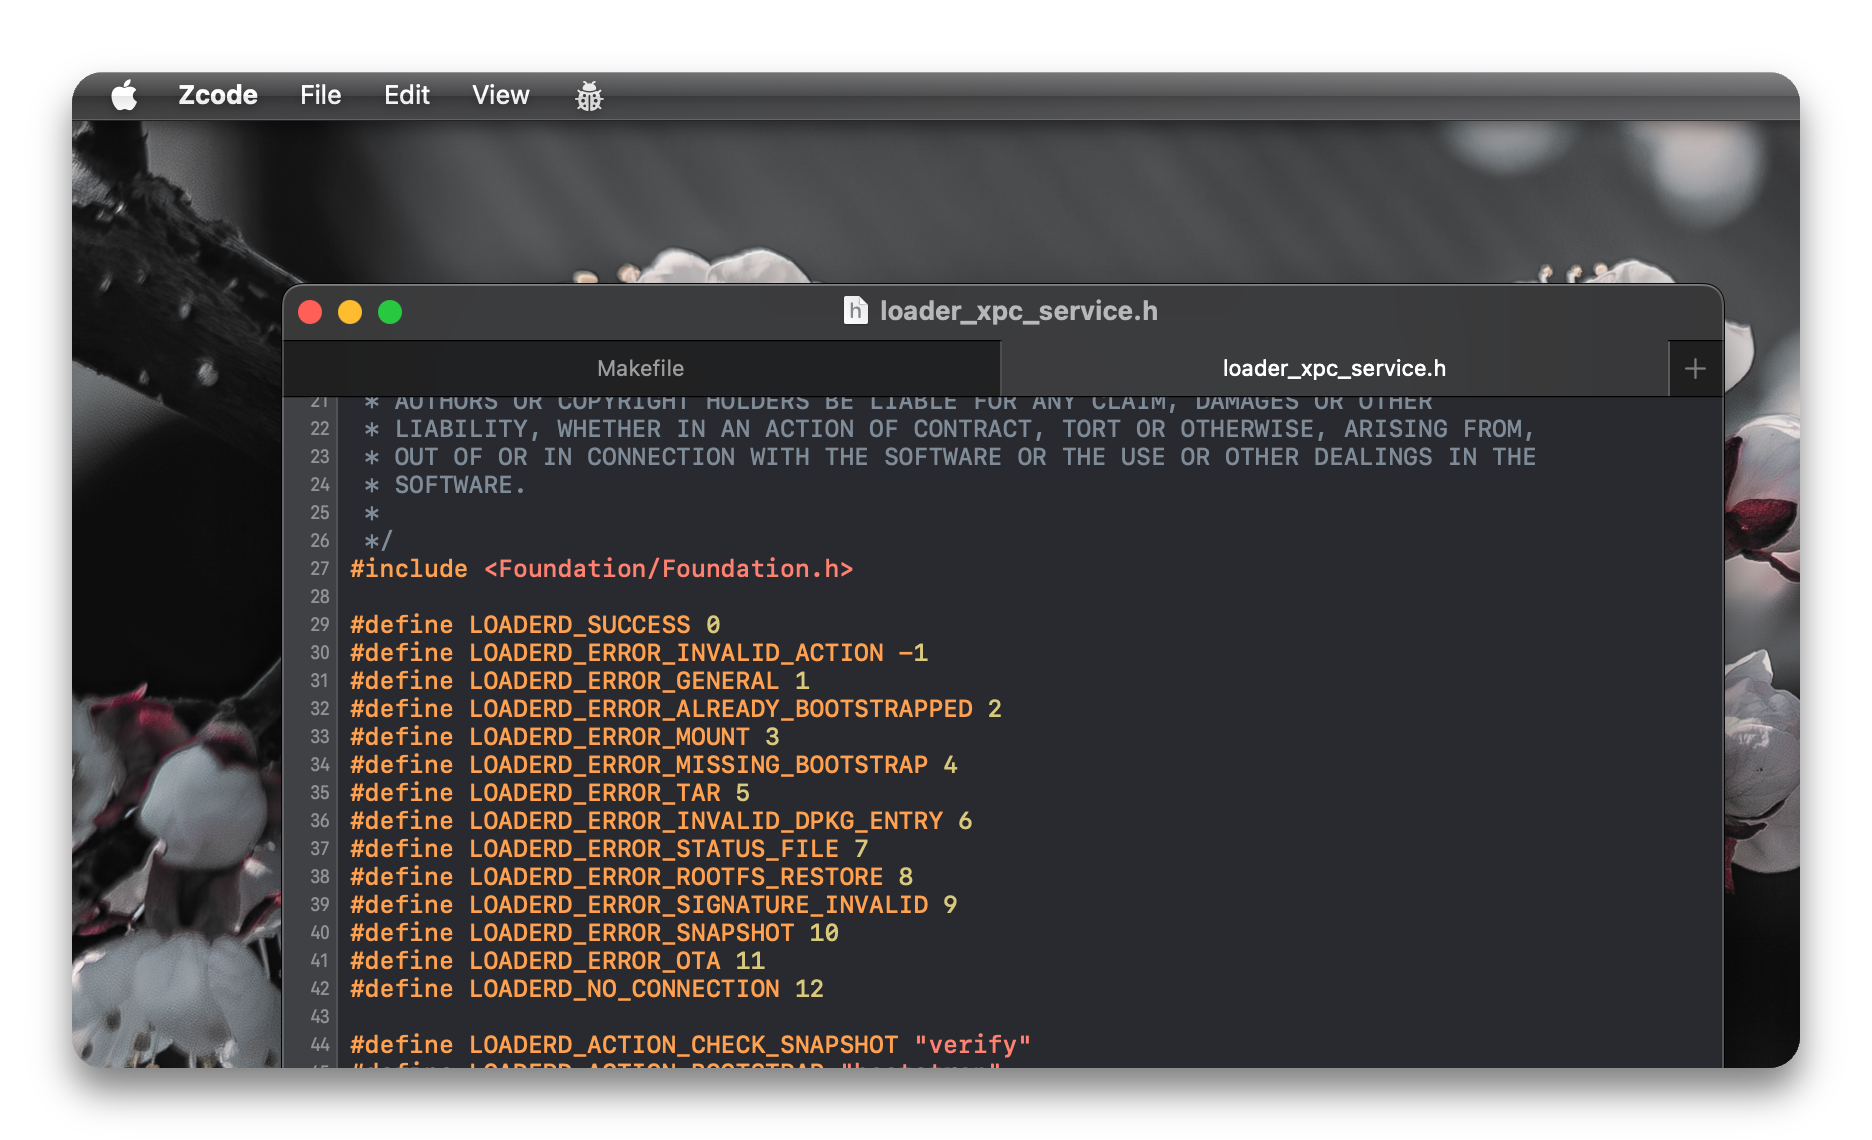 Zcode File Edit View
h loader_xpc_service.h
Makefile loader_xpc_service.h +
21 * AUTHORS OR COPYRIGHT HOLDERS BE LIABLE FOR ANY CLAIM, DAMAGES OR OTHER
22 * LIABILITY, WHETHER IN AN ACTION OF CONTRACT, TORT OR OTHERWISE, ARISING FROM,
23 * OUT OF OR IN CONNECTION WITH THE SOFTWARE OR THE USE OR OTHER DEALINGS IN THE
24 * SOFTWARE.
25 *
26 */
27 #include <Foundation/Foundation.h>
28
29 #define LOADERD_SUCCESS 0
30 #define LOADERD_ERROR_INVALID_ACTION -1
31 #define LOADERD_ERROR_GENERAL 1
32 #define LOADERD_ERROR_ALREADY_BOOTSTRAPPED 2
33 #define LOADERD_ERROR_MOUNT 3
34 #define LOADERD_ERROR_MISSING_BOOTSTRAP 4
35 #define LOADERD_ERROR_TAR 5
36 #define LOADERD_ERROR_INVALID_DPKG_ENTRY 6
37 #define LOADERD_ERROR_STATUS_FILE 7
38 #define LOADERD_ERROR_ROOTFS_RESTORE 8
39 #define LOADERD_ERROR_SIGNATURE_INVALID 9
40 #define LOADERD_ERROR_SNAPSHOT 10
41 #define LOADERD_ERROR_OTA 11
42 #define LOADERD_NO_CONNECTION 12
43
44 #define LOADERD_ACTION_CHECK_SNAPSHOT "verify"
45 #define LOADERD_ACTION_BOOTSTRAP "bootstrap"